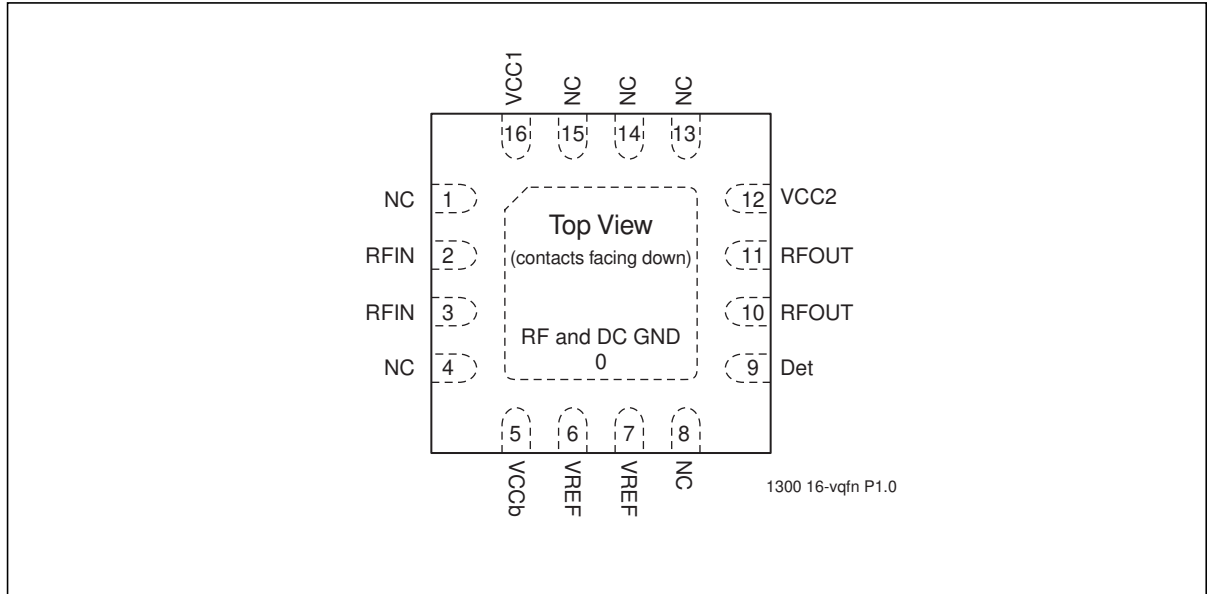 VCC1
NC
NC
NC
16
15
14
13
NC
1
RFIN
2
RFIN
3
NC
4
Top View
(contacts facing down)
RF and DC GND
0
12
VCC2
11
RFOUT
10
RFOUT
9
Det
5
6
7
8
VCCb
VREF
VREF
NC
1300 16-vqfn P1.0